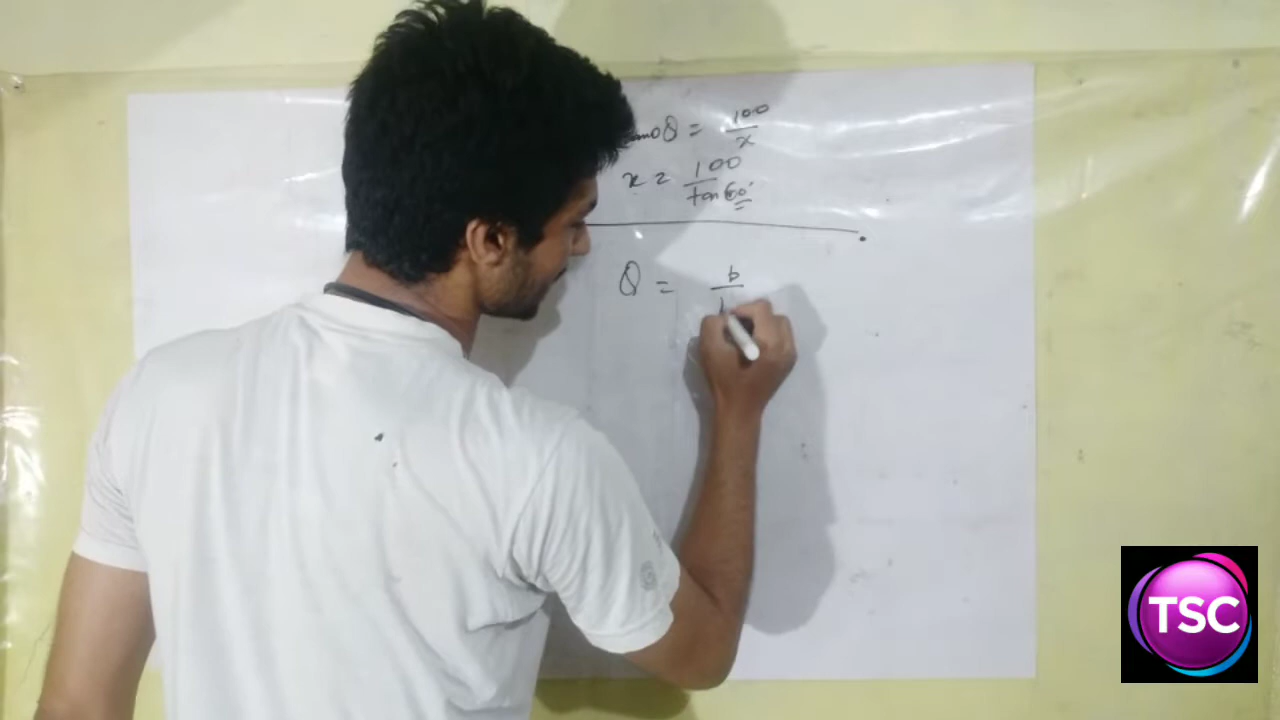 tanθ = 100/x
x = 100/tan 60°
θ = b/
TSC